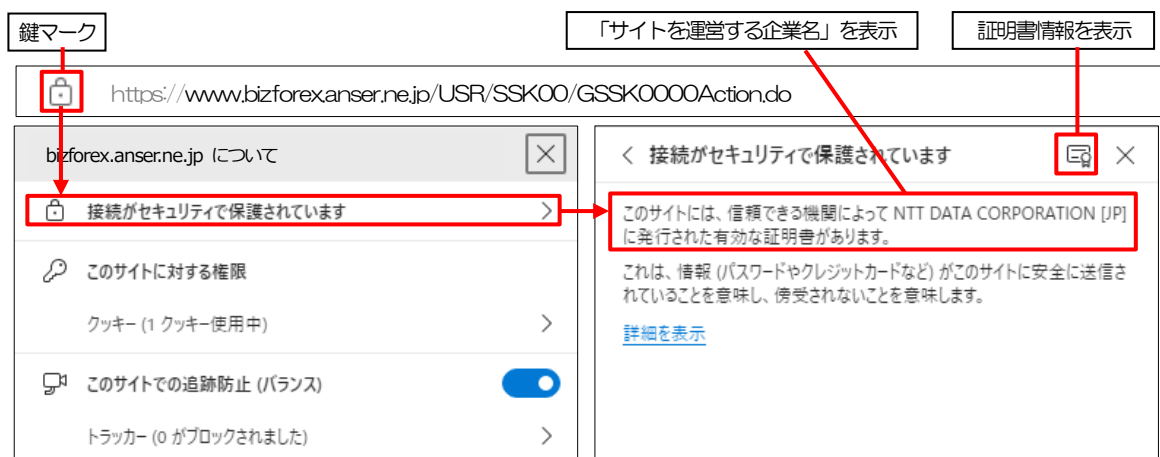 鍵マーク
「サイトを運営する企業名」を表示
証明書情報を表示
https://www.bizforex.anser.ne.jp/USR/SSK00/GSSK0000Action.do
bizforex.anser.ne.jp について
接続がセキュリティで保護されています
このサイトに対する権限
クッキー (1 クッキー使用中)
このサイトでの追跡防止 (バランス)
トラッカー (0 がブロックされました)
接続がセキュリティで保護されています
このサイトには、信頼できる機関によって NTT DATA CORPORATION [JP]
に発行された有効な証明書があります。
これは、情報 (パスワードやクレジットカードなど) がこのサイトに安全に送信さ
れていることを意味し、傍受されないことを意味します。
詳細を表示